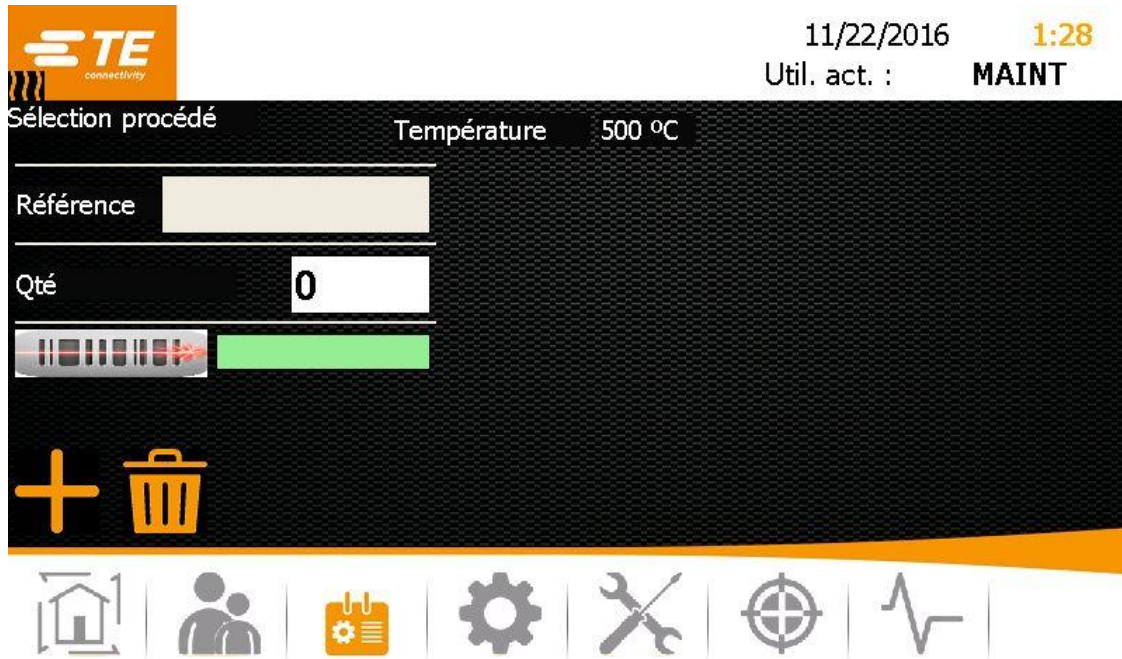 TE
connectivity
11/22/2016 1:28
Util. act. : MAINT
Sélection procédé
Température 500 ºC
Référence
Qté 0